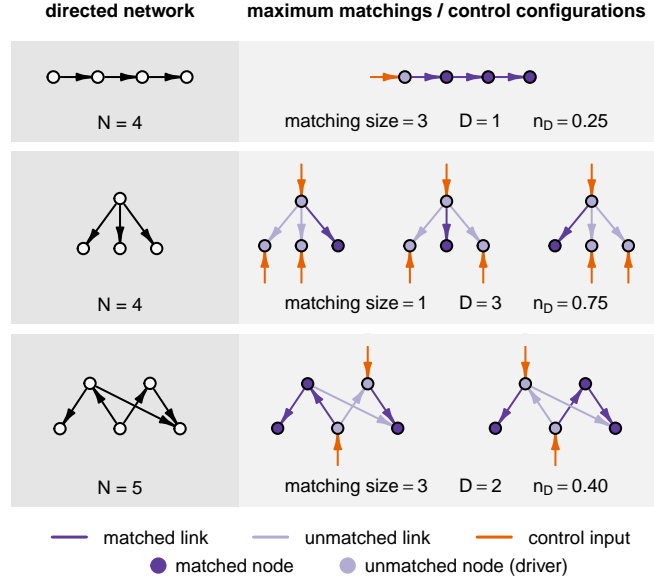 directed network
maximum matchings / control configurations
N = 4
matching size = 3 D = 1 n_D = 0.25
N = 4
matching size = 1 D = 3 n_D = 0.75
N = 5
matching size = 3 D = 2 n_D = 0.40
matched link
unmatched link
control input
matched node
unmatched node (driver)